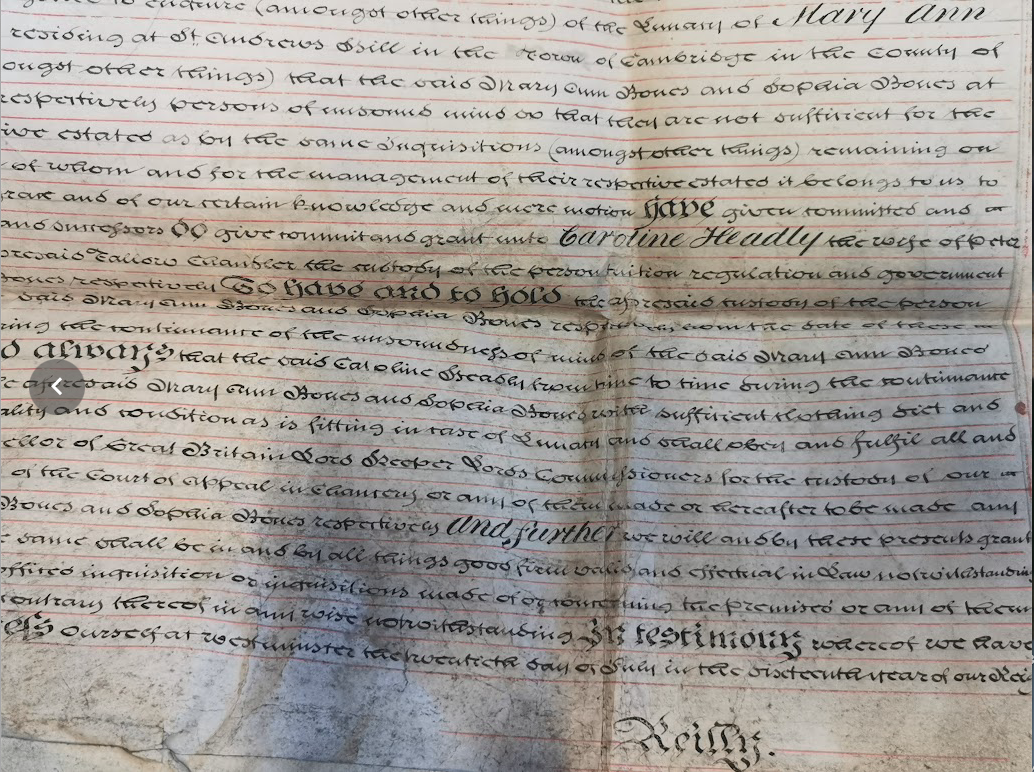 to enquire (amongst other things) of the Lunacy of Mary Ann
residing at St Andrews Hill in the Town of Cambridge in the County of
ongst other things) that the said Mary Ann Bones and Sophia Bones at
respectively persons of unsound mind so that they are not sufficient for the
ive estates as by the same Inquisitions (amongst other things) remaining on
of whom and for the management of their respective estates it belongs to us to
grace and of our certain knowledge and mere motion have given committed and
and successors Do give commit and grant unto Caroline Headly the wife of Peter
oresaid Tallow Chandler the custody of the person tuition regulation and government
Bones respectively To have and to hold the aforesaid custody of the person
said Mary Ann Bones and Sophia Bones respectively from the date of these
ring the continuance of the unsoundness of mind of the said Mary Ann Bones
d always that the said Caroline Headly from time to time during the continuance
e aforesaid Mary Ann Bones and Sophia Bones with sufficient clothing diet and
ality and condition as is fitting in case of Lunacy and shall obey and fulfil all and
cellor of Great Britain Lord Keeper Lords Commissioners for the custody of our
of the Court of Appeal in Chancery or any of them made or hereafter to be made any
Bones and Sophia Bones respectively And further we will and by these presents grant
e same shall be in and by all things good firm valid and effectual in Law notwithstandin
offices inquisition or inquisitions made of or concerning the premises or any of them
contrary thereof in any wise notwithstanding In testimony whereof we have
ess Ourself at Westminster the twentieth day of July in the sixteenth year of our Reig
Reilly.